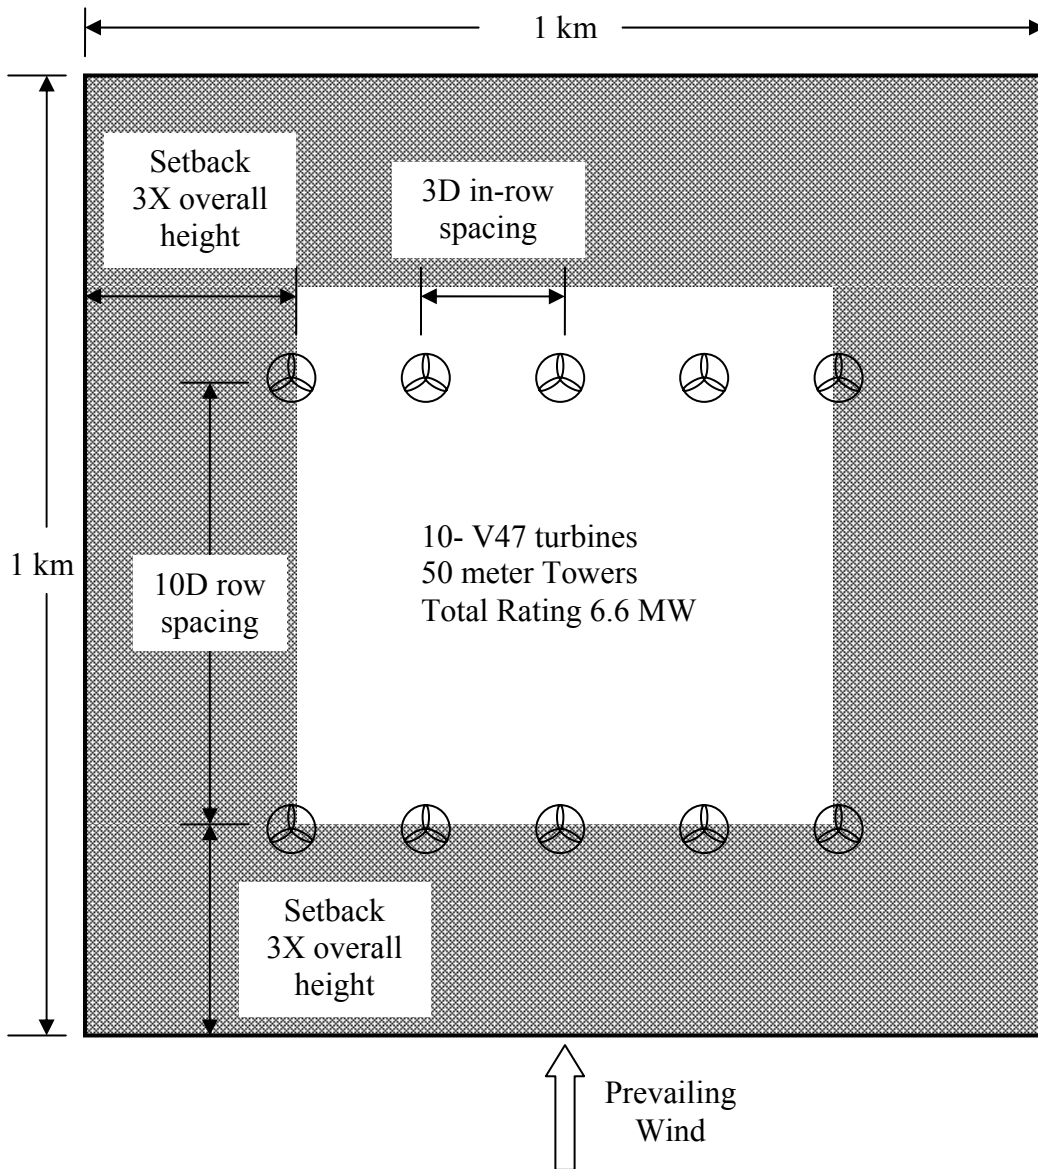 1 km
Setback
3X overall
height
3D in-row
spacing
10- V47 turbines
50 meter Towers
Total Rating 6.6 MW
1 km
10D row
spacing
Setback
3X overall
height
Prevailing
Wind